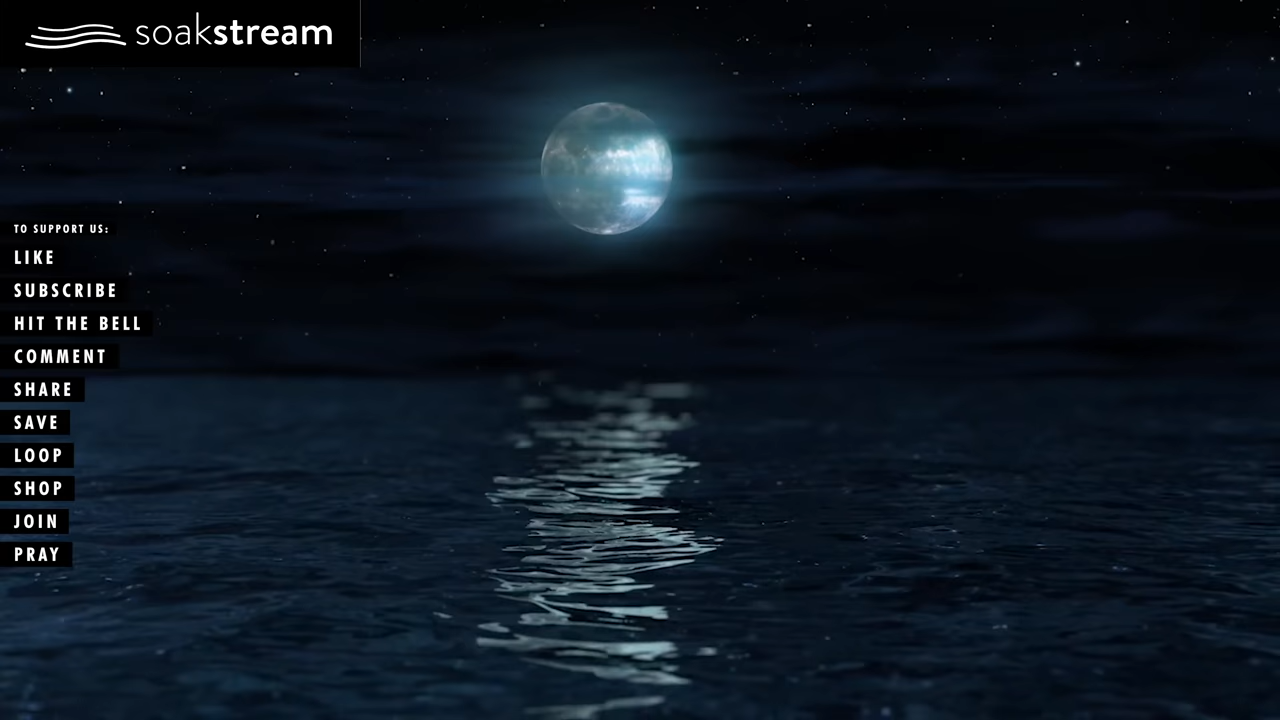 soakstream
TO SUPPORT US:
LIKE
SUBSCRIBE
HIT THE BELL
COMMENT
SHARE
SAVE
LOOP
SHOP
JOIN
PRAY